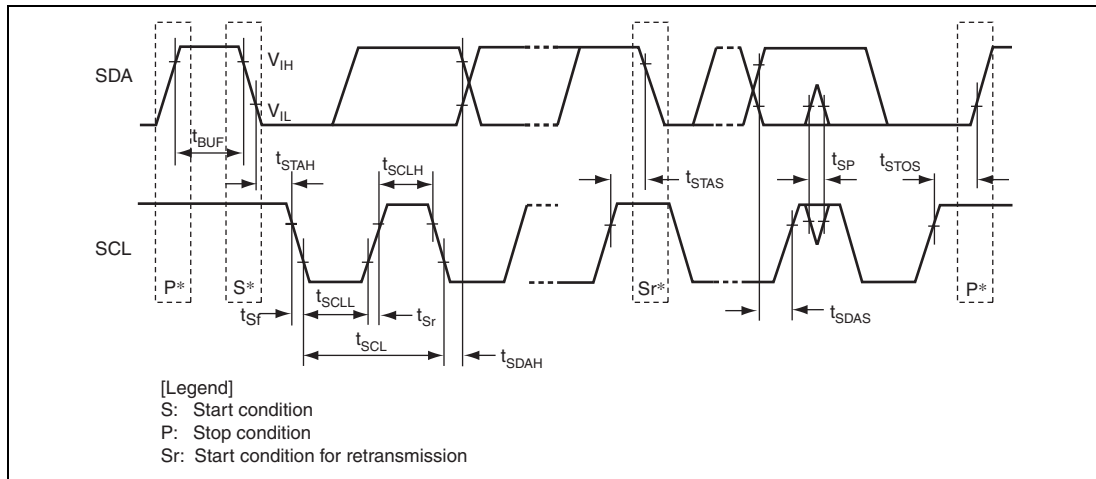 SDA
VIH
VIL
tBUF
tSTAH
tSCLH
tSTAS
tSP
tSTOS
SCL
P*
S*
Sr*
P*
tSf
tSCLL
tSr
tSCL
tSDAH
tSDAS
[Legend]
S: Start condition
P: Stop condition
Sr: Start condition for retransmission